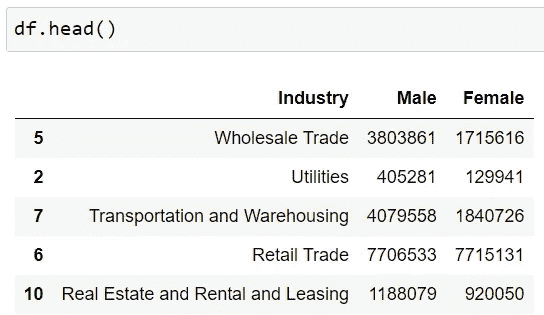 df.head()
Industry Male Female
5 Wholesale Trade 3803861 1715616
2 Utilities 405281 129941
7 Transportation and Warehousing 4079558 1840726
6 Retail Trade 7706533 7715131
10 Real Estate and Rental and Leasing 1188079 920050